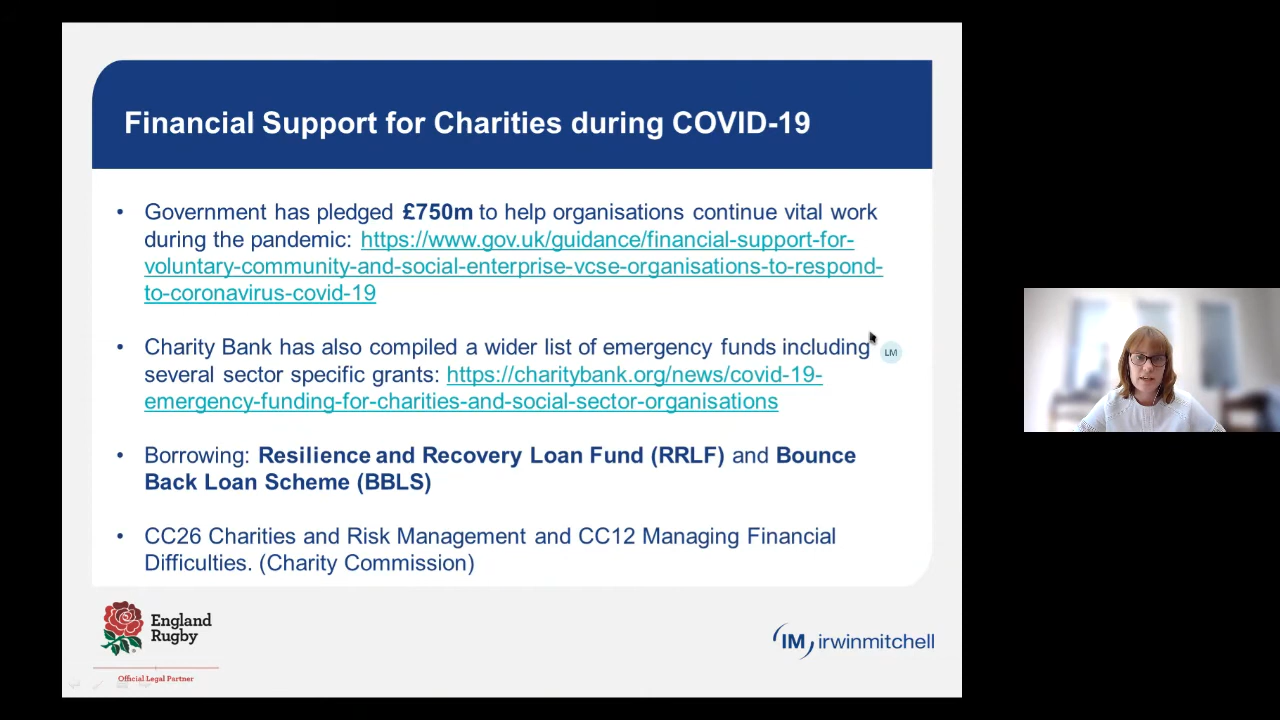 Financial Support for Charities during COVID-19
• Government has pledged £750m to help organisations continue vital work
during the pandemic: https://www.gov.uk/guidance/financial-support-for-
voluntary-community-and-social-enterprise-vcse-organisations-to-respond-
to-coronavirus-covid-19
• Charity Bank has also compiled a wider list of emergency funds including
several sector specific grants: https://charitybank.org/news/covid-19-
emergency-funding-for-charities-and-social-sector-organisations
LM
• Borrowing: Resilience and Recovery Loan Fund (RRLF) and Bounce
Back Loan Scheme (BBLS)
• CC26 Charities and Risk Management and CC12 Managing Financial
Difficulties. (Charity Commission)
England
Rugby
Official Legal Partner
IM irwinmitchell